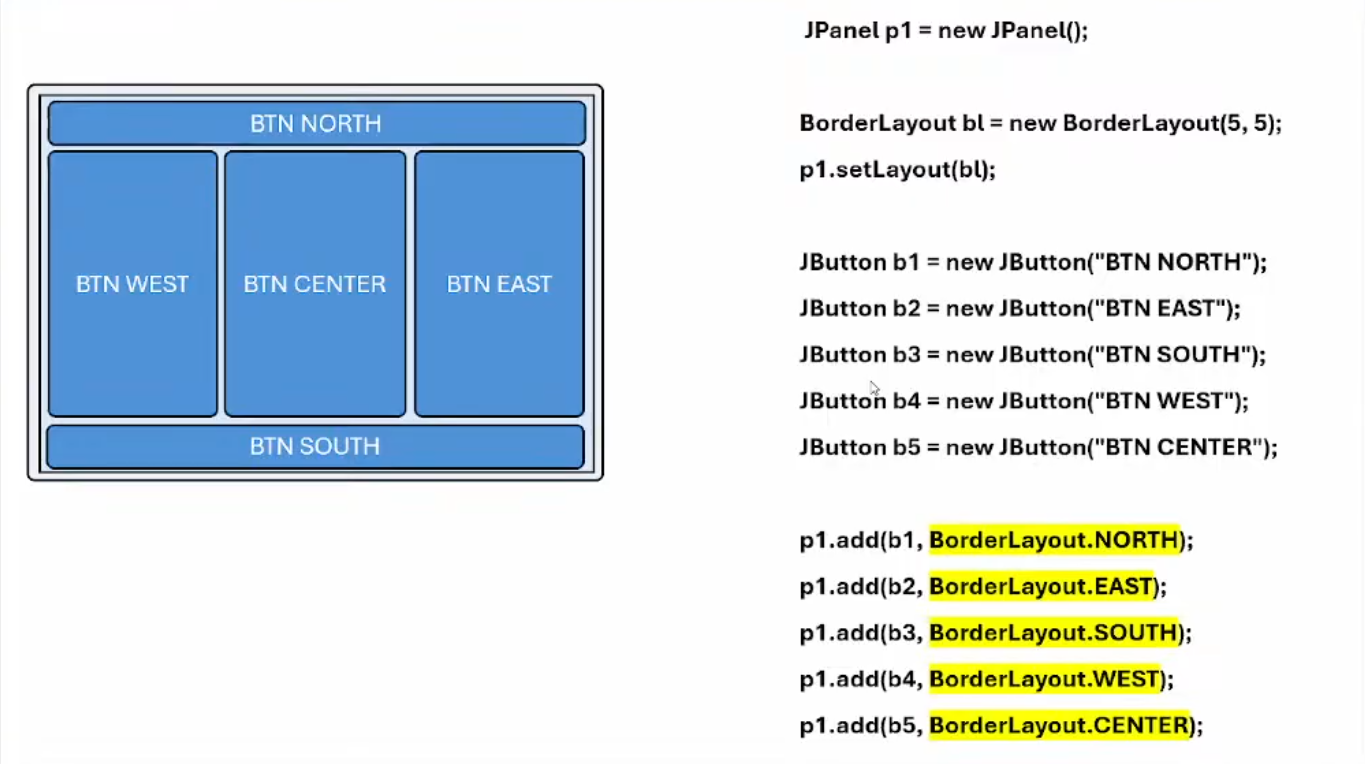 BTN NORTH
BTN WEST
BTN CENTER
BTN EAST
BTN SOUTH
JPanel p1 = new JPanel();
BorderLayout bl = new BorderLayout(5, 5);
p1.setLayout(bl);
JButton b1 = new JButton("BTN NORTH");
JButton b2 = new JButton("BTN EAST");
JButton b3 = new JButton("BTN SOUTH");
JButton b4 = new JButton("BTN WEST");
JButton b5 = new JButton("BTN CENTER");
p1.add(b1, BorderLayout.NORTH);
p1.add(b2, BorderLayout.EAST);
p1.add(b3, BorderLayout.SOUTH);
p1.add(b4, BorderLayout.WEST);
p1.add(b5, BorderLayout.CENTER);